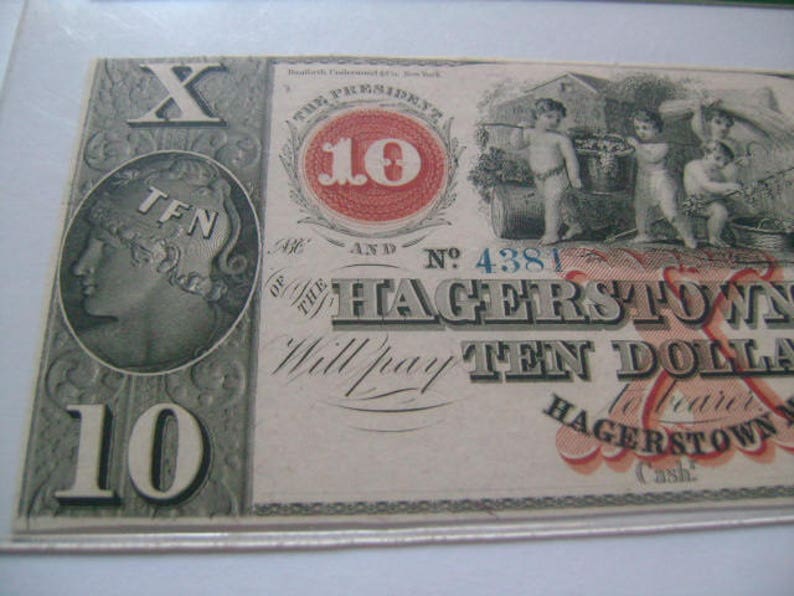 X
Danforth, Underwood & Co. New York
THE PRESIDENT
10
TEN
AND
No 4381
OF THE
HAGERSTOWN
Will pay TEN DOLLA
to bearer
HAGERSTOWN M
10
Cash.r